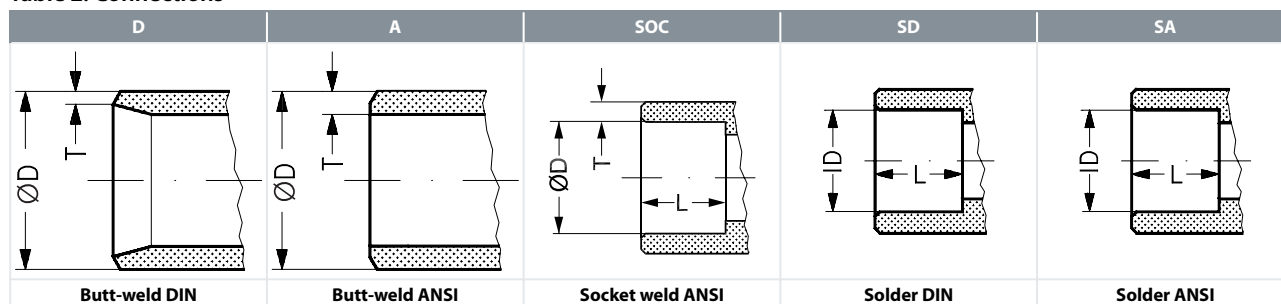 Table 2: Connections
D A SOC SD SA
ØD T ØD T ØD T L ID L ID L
Butt-weld DIN Butt-weld ANSI Socket weld ANSI Solder DIN Solder ANSI